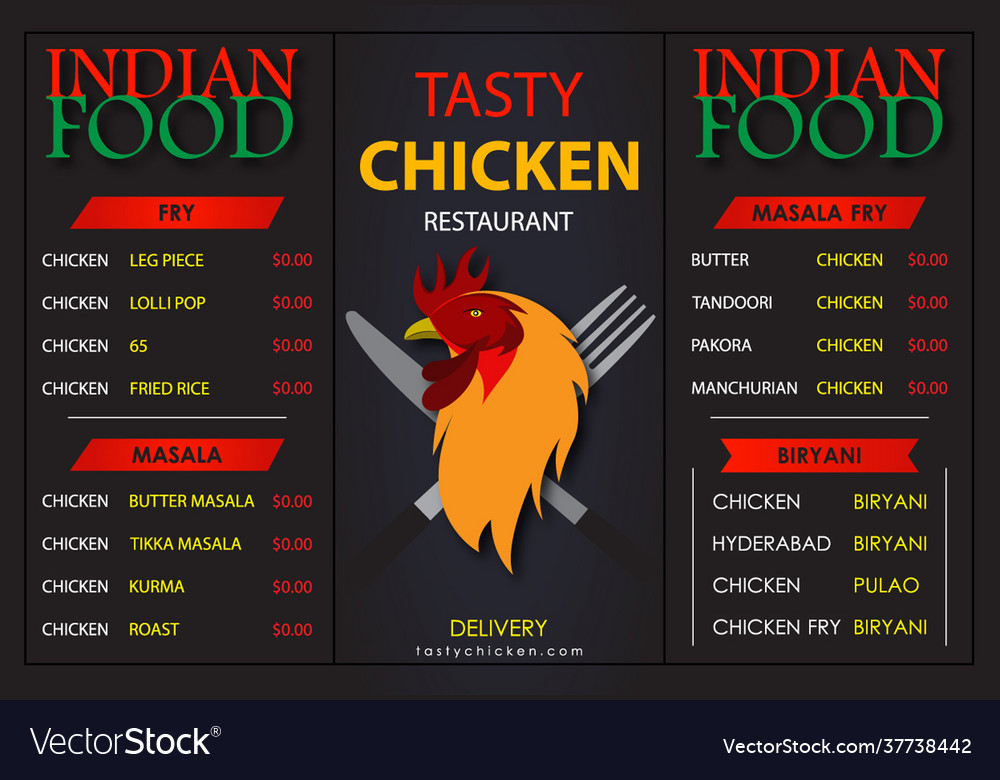 INDIAN
FOOD
FRY
CHICKEN LEG PIECE $0.00
CHICKEN LOLLI POP $0.00
CHICKEN 65 $0.00
CHICKEN FRIED RICE $0.00
MASALA
CHICKEN BUTTER MASALA $0.00
CHICKEN TIKKA MASALA $0.00
CHICKEN KURMA $0.00
CHICKEN ROAST $0.00
TASTY
CHICKEN
RESTAURANT
DELIVERY
tastychicken.com
INDIAN
FOOD
MASALA FRY
BUTTER CHICKEN $0.00
TANDOORI CHICKEN $0.00
PAKORA CHICKEN $0.00
MANCHURIAN CHICKEN $0.00
BIRYANI
CHICKEN BIRYANI
HYDERABAD BIRYANI
CHICKEN PULAO
CHICKEN FRY BIRYANI
VectorStock®
VectorStock.com/37738442